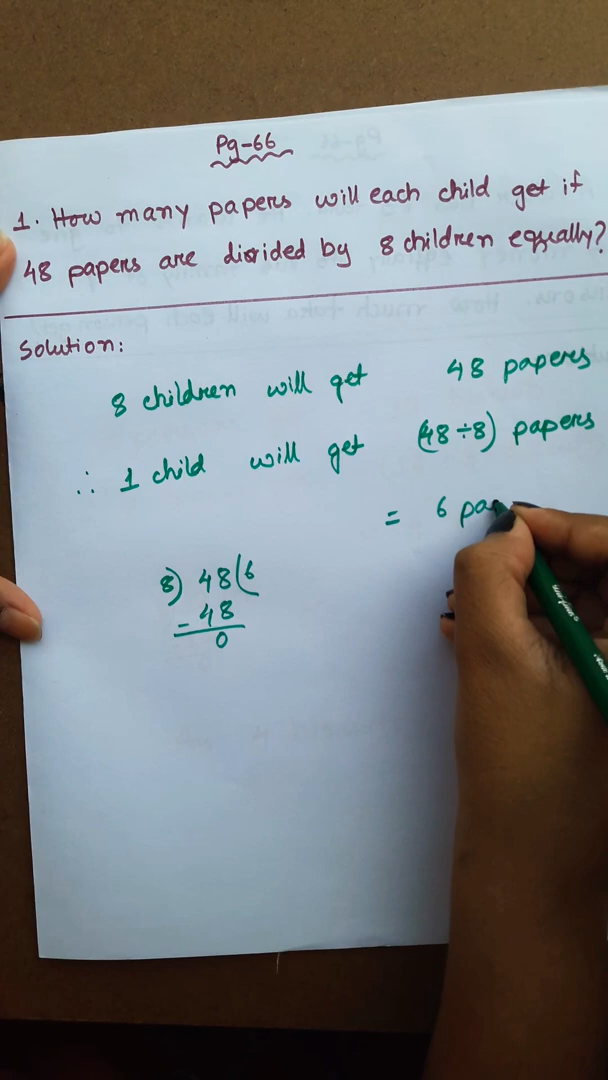 Pg-66
1. How many papers will each child get if
48 papers are divided by 8 children equally?
Solution:
8 children will get 48 papers
∴ 1 child will get (48÷8) papers
= 6 pa
8) 48 (6
- 48
0